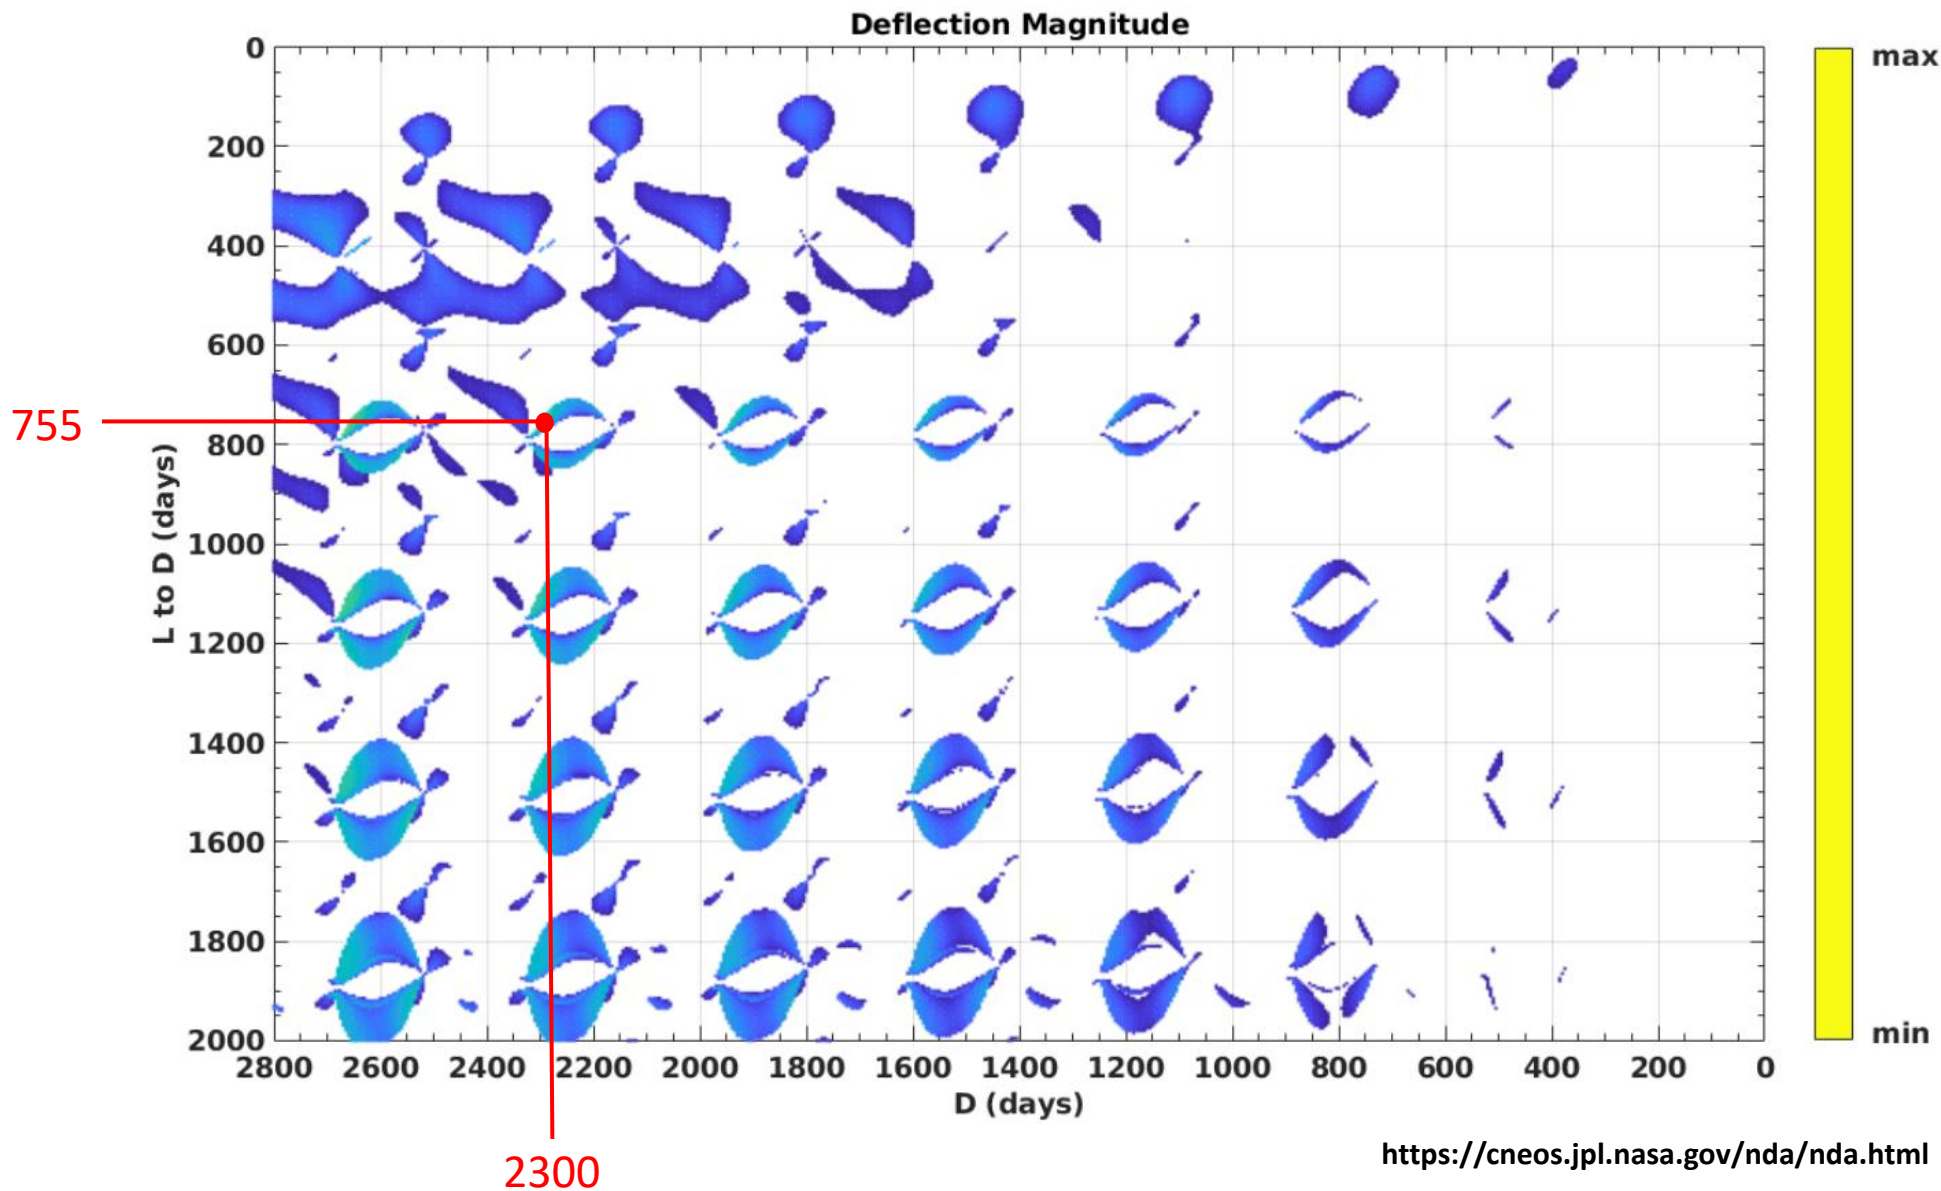 Deflection Magnitude
max
0
200
400
600
755
800
1000
1200
1400
1600
1800
2000
L to D (days)
min
2800 2600 2400 2200 2000 1800 1600 1400 1200 1000 800 600 400 200 0
D (days)
2300
https://cneos.jpl.nasa.gov/nda/nda.html